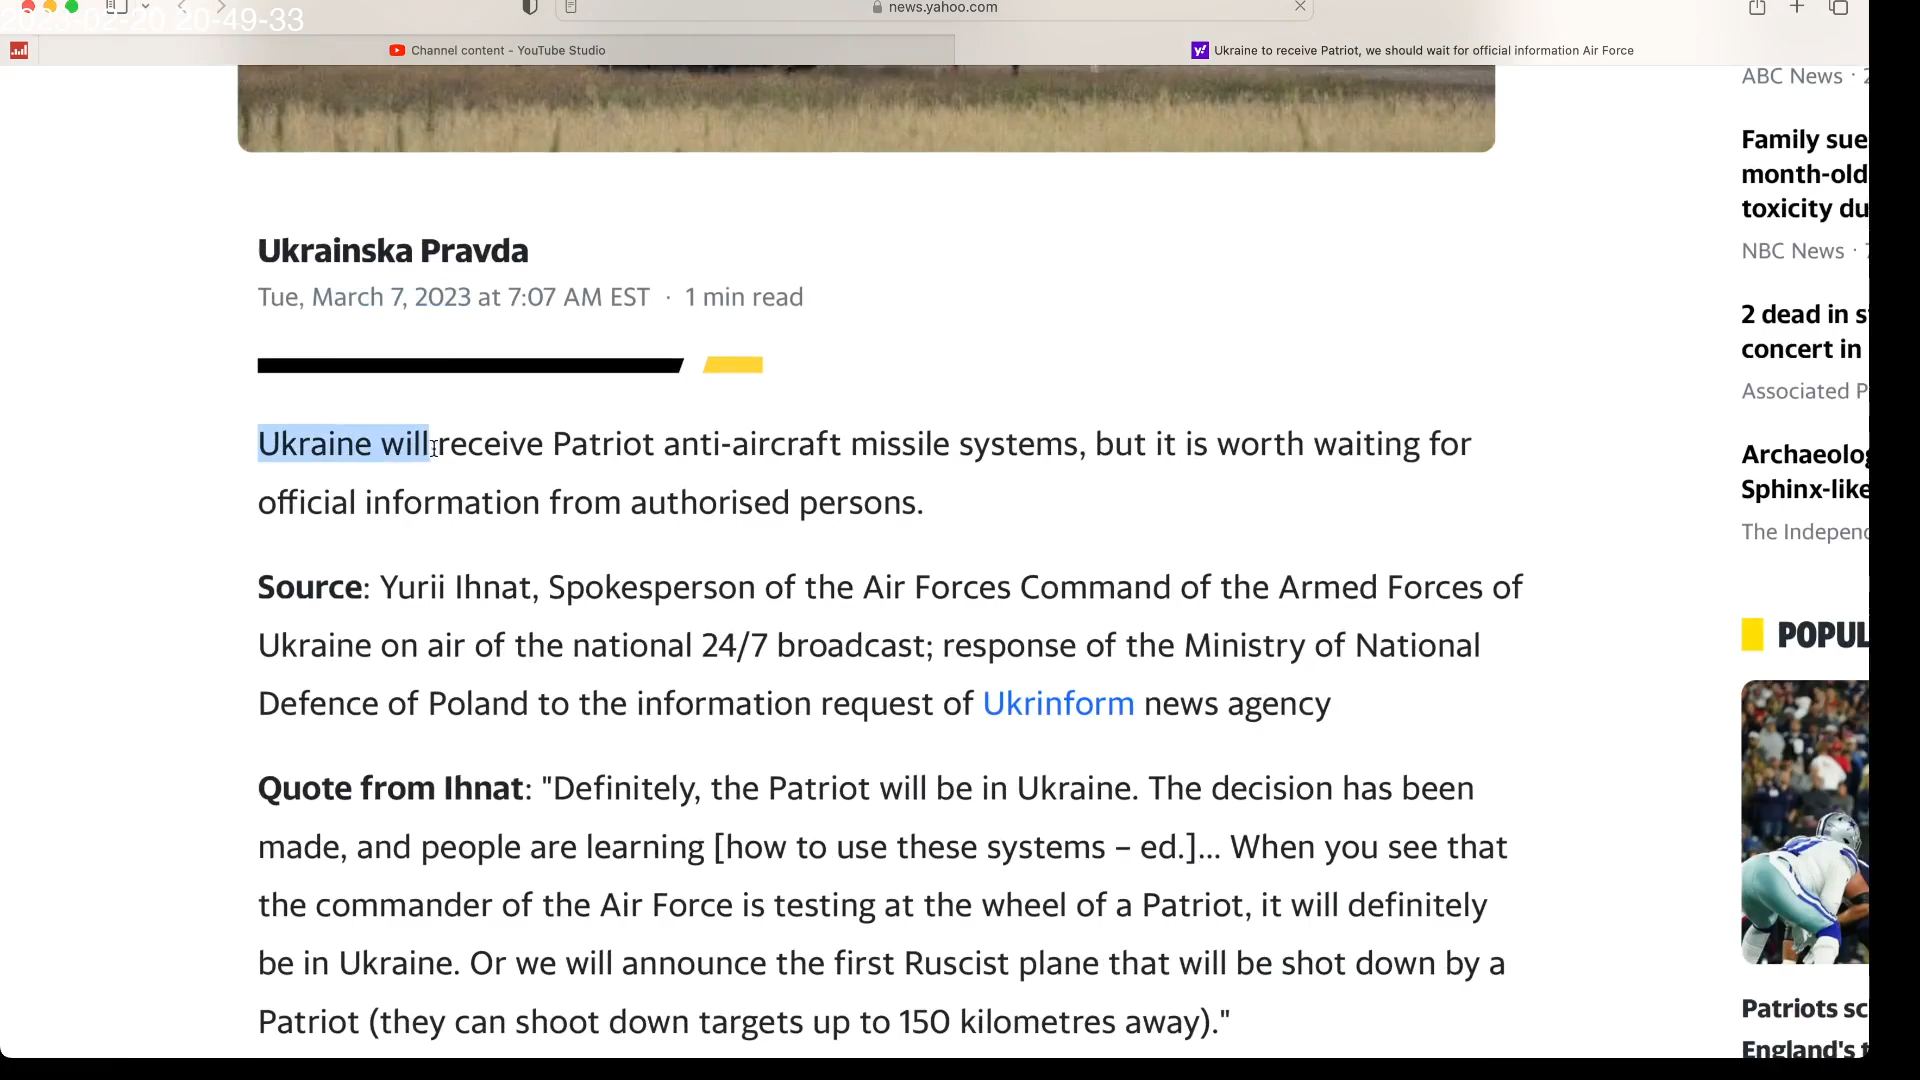 2023-02-20 20-49-33
news.yahoo.com
Channel content - YouTube Studio
Ukraine to receive Patriot, we should wait for official information Air Force
Ukrainska Pravda
Tue, March 7, 2023 at 7:07 AM EST · 1 min read
Ukraine will receive Patriot anti-aircraft missile systems, but it is worth waiting for
official information from authorised persons.
Source: Yurii Ihnat, Spokesperson of the Air Forces Command of the Armed Forces of
Ukraine on air of the national 24/7 broadcast; response of the Ministry of National
Defence of Poland to the information request of Ukrinform news agency
Quote from Ihnat: "Definitely, the Patriot will be in Ukraine. The decision has been
made, and people are learning [how to use these systems – ed.]... When you see that
the commander of the Air Force is testing at the wheel of a Patriot, it will definitely
be in Ukraine. Or we will announce the first Ruscist plane that will be shot down by a
Patriot (they can shoot down targets up to 150 kilometres away)."
ABC News ·
Family sue
month-old
toxicity du
NBC News ·
2 dead in s
concert in
Associated P
Archaeolog
Sphinx-like
The Independ
POPUL
Patriots sc
England's